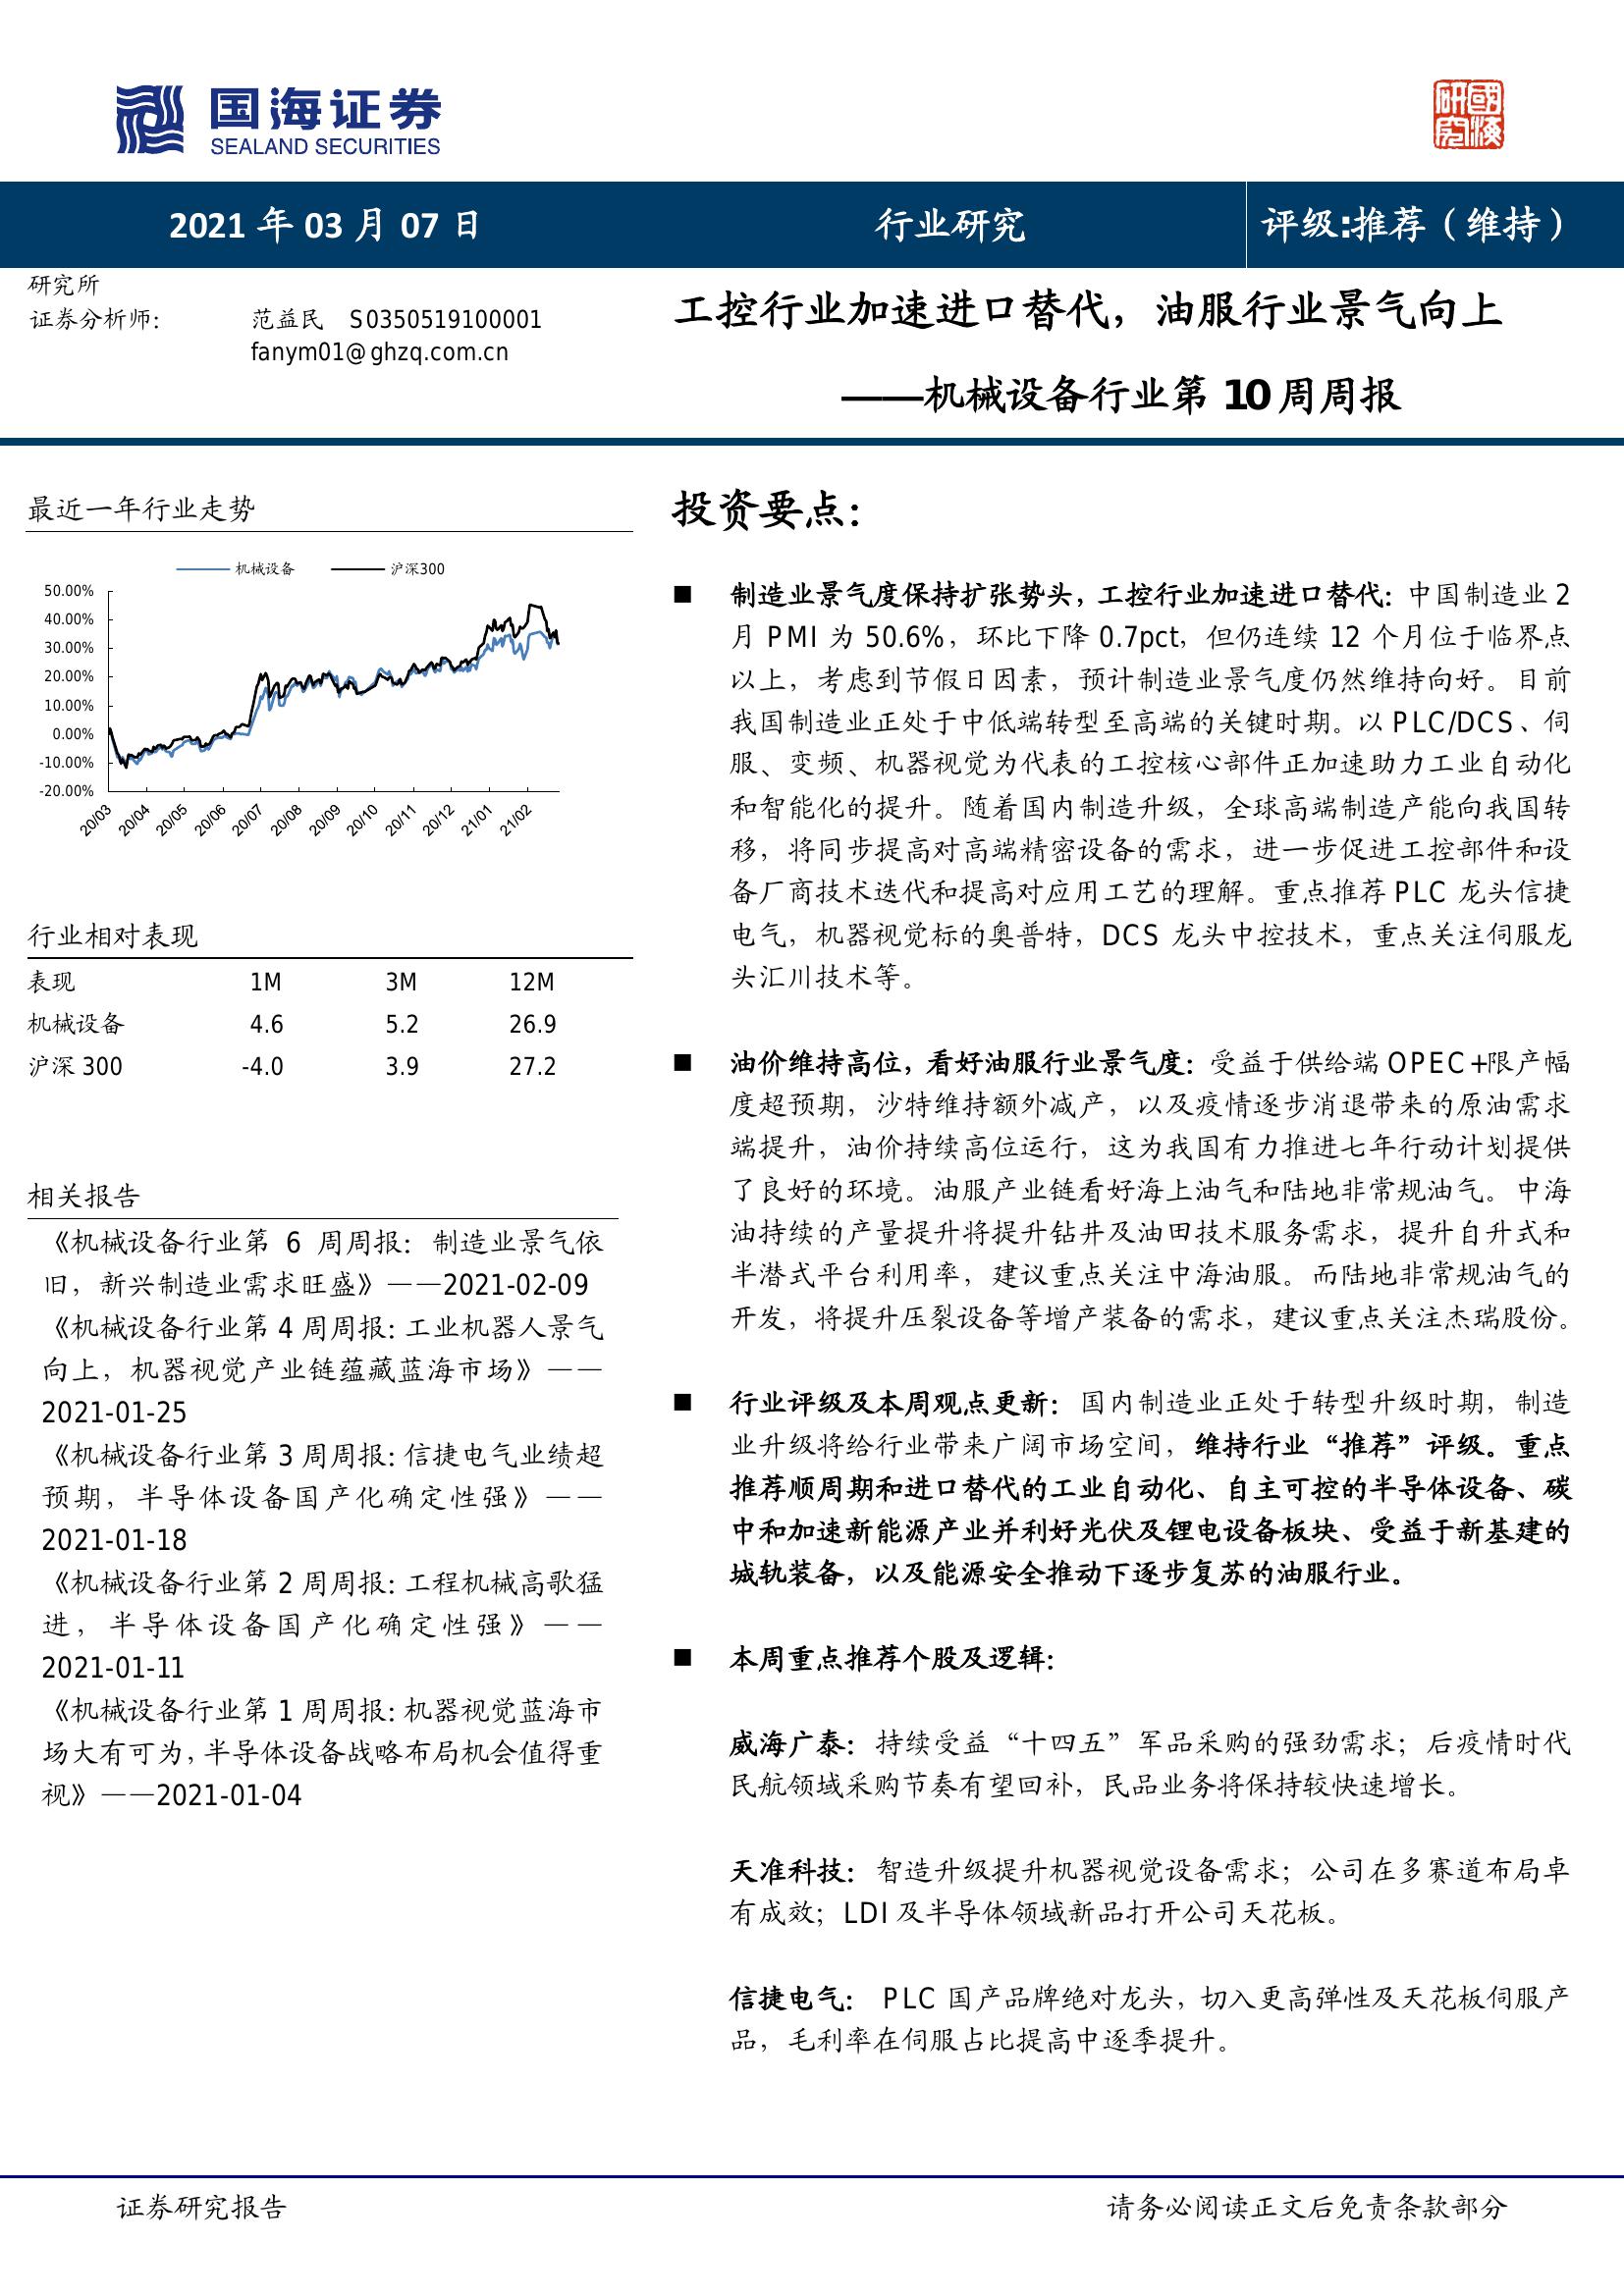 国海证券
SEALAND SECURITIES
國海研究
2021 年 03 月 07 日
行业研究
评级:推荐（维持）
研究所
证券分析师： 范益民 S0350519100001
fanym01@ghzq.com.cn
工控行业加速进口替代，油服行业景气向上
——机械设备行业第 10 周周报
最近一年行业走势
机械设备 沪深300
50.00%
40.00%
30.00%
20.00%
10.00%
0.00%
-10.00%
-20.00%
20/03 20/04 20/05 20/06 20/07 20/08 20/09 20/10 20/11 20/12 21/01 21/02
行业相对表现
表现 1M 3M 12M
机械设备 4.6 5.2 26.9
沪深 300 -4.0 3.9 27.2
相关报告
《机械设备行业第 6 周周报： 制造业景气依
旧，新兴制造业需求旺盛》——2021-02-09
《机械设备行业第 4 周周报：工业机器人景气
向上，机器视觉产业链蕴藏蓝海市场》——
2021-01-25
《机械设备行业第 3 周周报：信捷电气业绩超
预期，半导体设备国产化确定性强》——
2021-01-18
《机械设备行业第 2 周周报：工程机械高歌猛
进，半导体设备国产化确定性强》——
2021-01-11
《机械设备行业第 1 周周报：机器视觉蓝海市
场大有可为，半导体设备战略布局机会值得重
视》——2021-01-04
投资要点：
■ 制造业景气度保持扩张势头，工控行业加速进口替代：中国制造业 2
月 PMI 为 50.6%，环比下降 0.7pct，但仍连续 12 个月位于临界点
以上，考虑到节假日因素，预计制造业景气度仍然维持向好。目前
我国制造业正处于中低端转型至高端的关键时期。以 PLC/DCS、伺
服、变频、机器视觉为代表的工控核心部件正加速助力工业自动化
和智能化的提升。随着国内制造升级，全球高端制造产能向我国转
移，将同步提高对高端精密设备的需求，进一步促进工控部件和设
备厂商技术迭代和提高对应用工艺的理解。重点推荐 PLC 龙头信捷
电气，机器视觉标的奥普特，DCS 龙头中控技术，重点关注伺服龙
头汇川技术等。
■ 油价维持高位，看好油服行业景气度：受益于供给端 OPEC+限产幅
度超预期，沙特维持额外减产，以及疫情逐步消退带来的原油需求
端提升，油价持续高位运行，这为我国有力推进七年行动计划提供
了良好的环境。油服产业链看好海上油气和陆地非常规油气。中海
油持续的产量提升将提升钻井及油田技术服务需求，提升自升式和
半潜式平台利用率，建议重点关注中海油服。而陆地非常规油气的
开发，将提升压裂设备等增产装备的需求，建议重点关注杰瑞股份。
■ 行业评级及本周观点更新：国内制造业正处于转型升级时期，制造
业升级将给行业带来广阔市场空间，维持行业“推荐”评级。重点
推荐顺周期和进口替代的工业自动化、自主可控的半导体设备、碳
中和加速新能源产业并利好光伏及锂电设备板块、受益于新基建的
城轨装备，以及能源安全推动下逐步复苏的油服行业。
■ 本周重点推荐个股及逻辑：
威海广泰：持续受益“十四五”军品采购的强劲需求；后疫情时代
民航领域采购节奏有望回补，民品业务将保持较快速增长。
天准科技：智造升级提升机器视觉设备需求；公司在多赛道布局卓
有成效；LDI 及半导体领域新品打开公司天花板。
信捷电气： PLC 国产品牌绝对龙头，切入更高弹性及天花板伺服产
品，毛利率在伺服占比提高中逐季提升。
证券研究报告
请务必阅读正文后免责条款部分